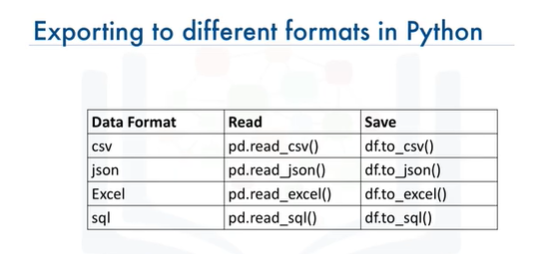 Exporting to different formats in Python
Data Format Read Save
csv pd.read_csv() df.to_csv()
json pd.read_json() df.to_json()
Excel pd.read_excel() df.to_excel()
sql pd.read_sql() df.to_sql()